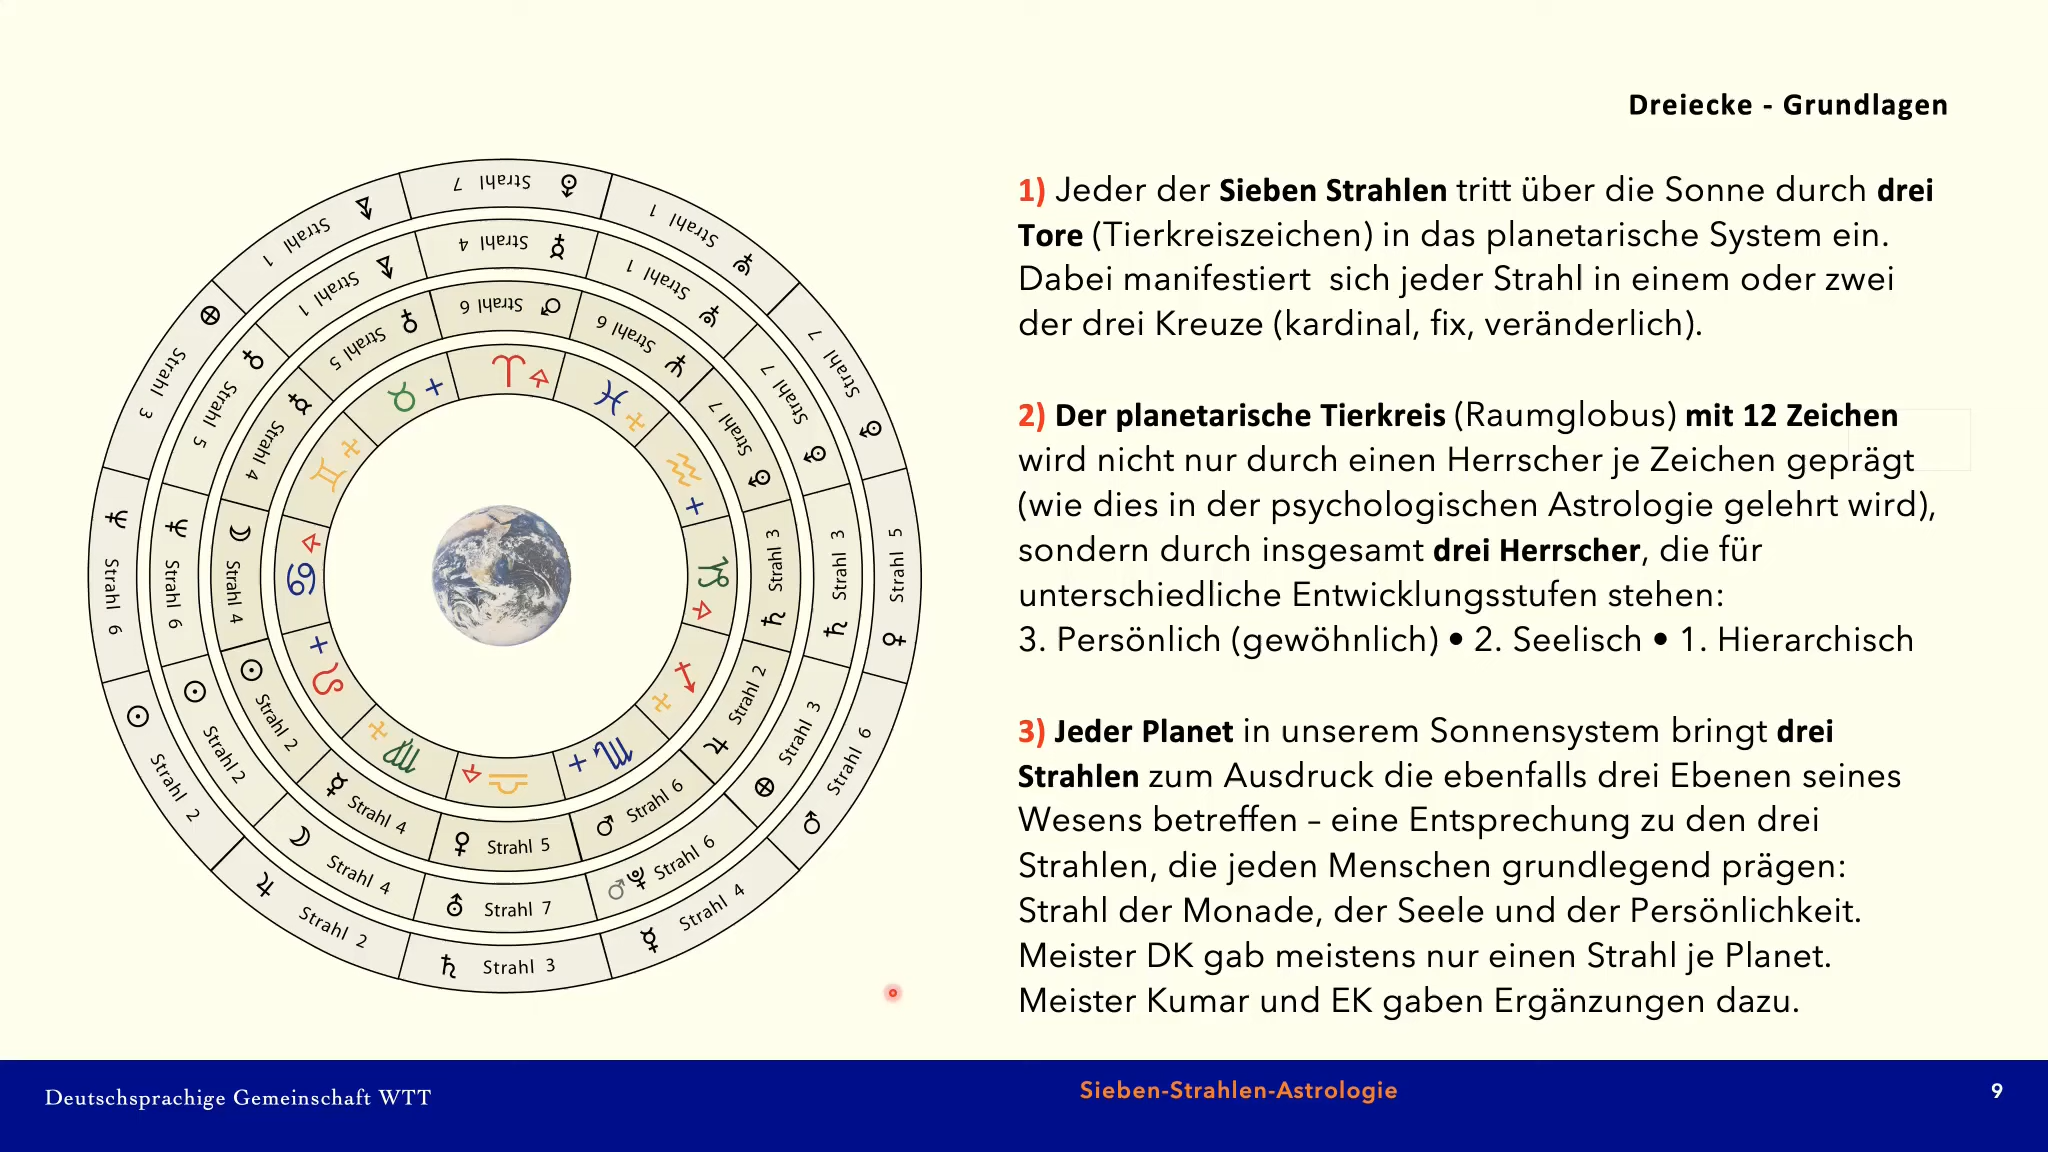 Dreiecke - Grundlagen
1) Jeder der Sieben Strahlen tritt über die Sonne durch drei
Tore (Tierkreiszeichen) in das planetarische System ein.
Dabei manifestiert sich jeder Strahl in einem oder zwei
der drei Kreuze (kardinal, fix, veränderlich).
2) Der planetarische Tierkreis (Raumglobus) mit 12 Zeichen
wird nicht nur durch einen Herrscher je Zeichen geprägt
(wie dies in der psychologischen Astrologie gelehrt wird),
sondern durch insgesamt drei Herrscher, die für
unterschiedliche Entwicklungsstufen stehen:
3. Persönlich (gewöhnlich) • 2. Seelisch • 1. Hierarchisch
3) Jeder Planet in unserem Sonnensystem bringt drei
Strahlen zum Ausdruck die ebenfalls drei Ebenen seines
Wesens betreffen – eine Entsprechung zu den drei
Strahlen, die jeden Menschen grundlegend prägen:
Strahl der Monade, der Seele und der Persönlichkeit.
Meister DK gab meistens nur einen Strahl je Planet.
Meister Kumar und EK gaben Ergänzungen dazu.
Strahl 7
Strahl 1
Strahl 7
Strahl 5
Strahl 6
Strahl 4
Strahl 3
Strahl 2
Strahl 2
Strahl 6
Strahl 3
Strahl 1
Strahl 4
Strahl 1
Strahl 7
Strahl 3
Strahl 3
Strahl 6
Strahl 7
Strahl 4
Strahl 2
Strahl 6
Strahl 5
Strahl 1
Strahl 6
Strahl 6
Strahl 7
Strahl 3
Strahl 2
Strahl 6
Strahl 5
Strahl 4
Strahl 2
Strahl 4
Strahl 4
Strahl 5
Deutschsprachige Gemeinschaft WTT
Sieben-Strahlen-Astrologie
9